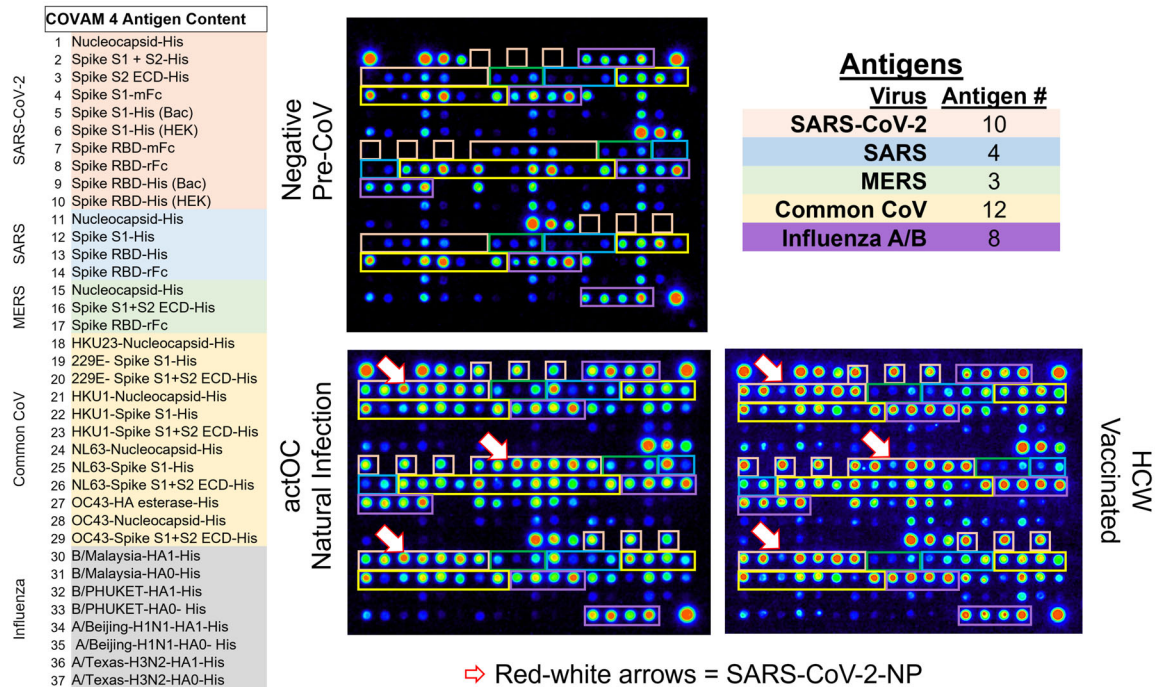 COVAM 4 Antigen Content
SARS-CoV-2
1 Nucleocapsid-His
2 Spike S1 + S2-His
3 Spike S2 ECD-His
4 Spike S1-mFc
5 Spike S1-His (Bac)
6 Spike S1-His (HEK)
7 Spike RBD-mFc
8 Spike RBD-rFc
9 Spike RBD-His (Bac)
10 Spike RBD-His (HEK)
SARS
11 Nucleocapsid-His
12 Spike S1-His
13 Spike RBD-His
14 Spike RBD-rFc
MERS
15 Nucleocapsid-His
16 Spike S1+S2 ECD-His
17 Spike RBD-rFc
Common CoV
18 HKU23-Nucleocapsid-His
19 229E- Spike S1-His
20 229E- Spike S1+S2 ECD-His
21 HKU1-Nucleocapsid-His
22 HKU1-Spike S1-His
23 HKU1-Spike S1+S2 ECD-His
24 NL63-Nucleocapsid-His
25 NL63-Spike S1-His
26 NL63-Spike S1+S2 ECD-His
27 OC43-HA esterase-His
28 OC43-Nucleocapsid-His
29 OC43-Spike S1+S2 ECD-His
Influenza
30 B/Malaysia-HA1-His
31 B/Malaysia-HA0-His
32 B/PHUKET-HA1-His
33 B/PHUKET-HA0- His
34 A/Beijing-H1N1-HA1-His
35 A/Beijing-H1N1-HA0- His
36 A/Texas-H3N2-HA1-His
37 A/Texas-H3N2-HA0-His
Negative
Pre-CoV
Antigens
Virus Antigen #
SARS-CoV-2 10
SARS 4
MERS 3
Common CoV 12
Influenza A/B 8
actOC
Natural Infection
HCW
Vaccinated
Red-white arrows = SARS-CoV-2-NP